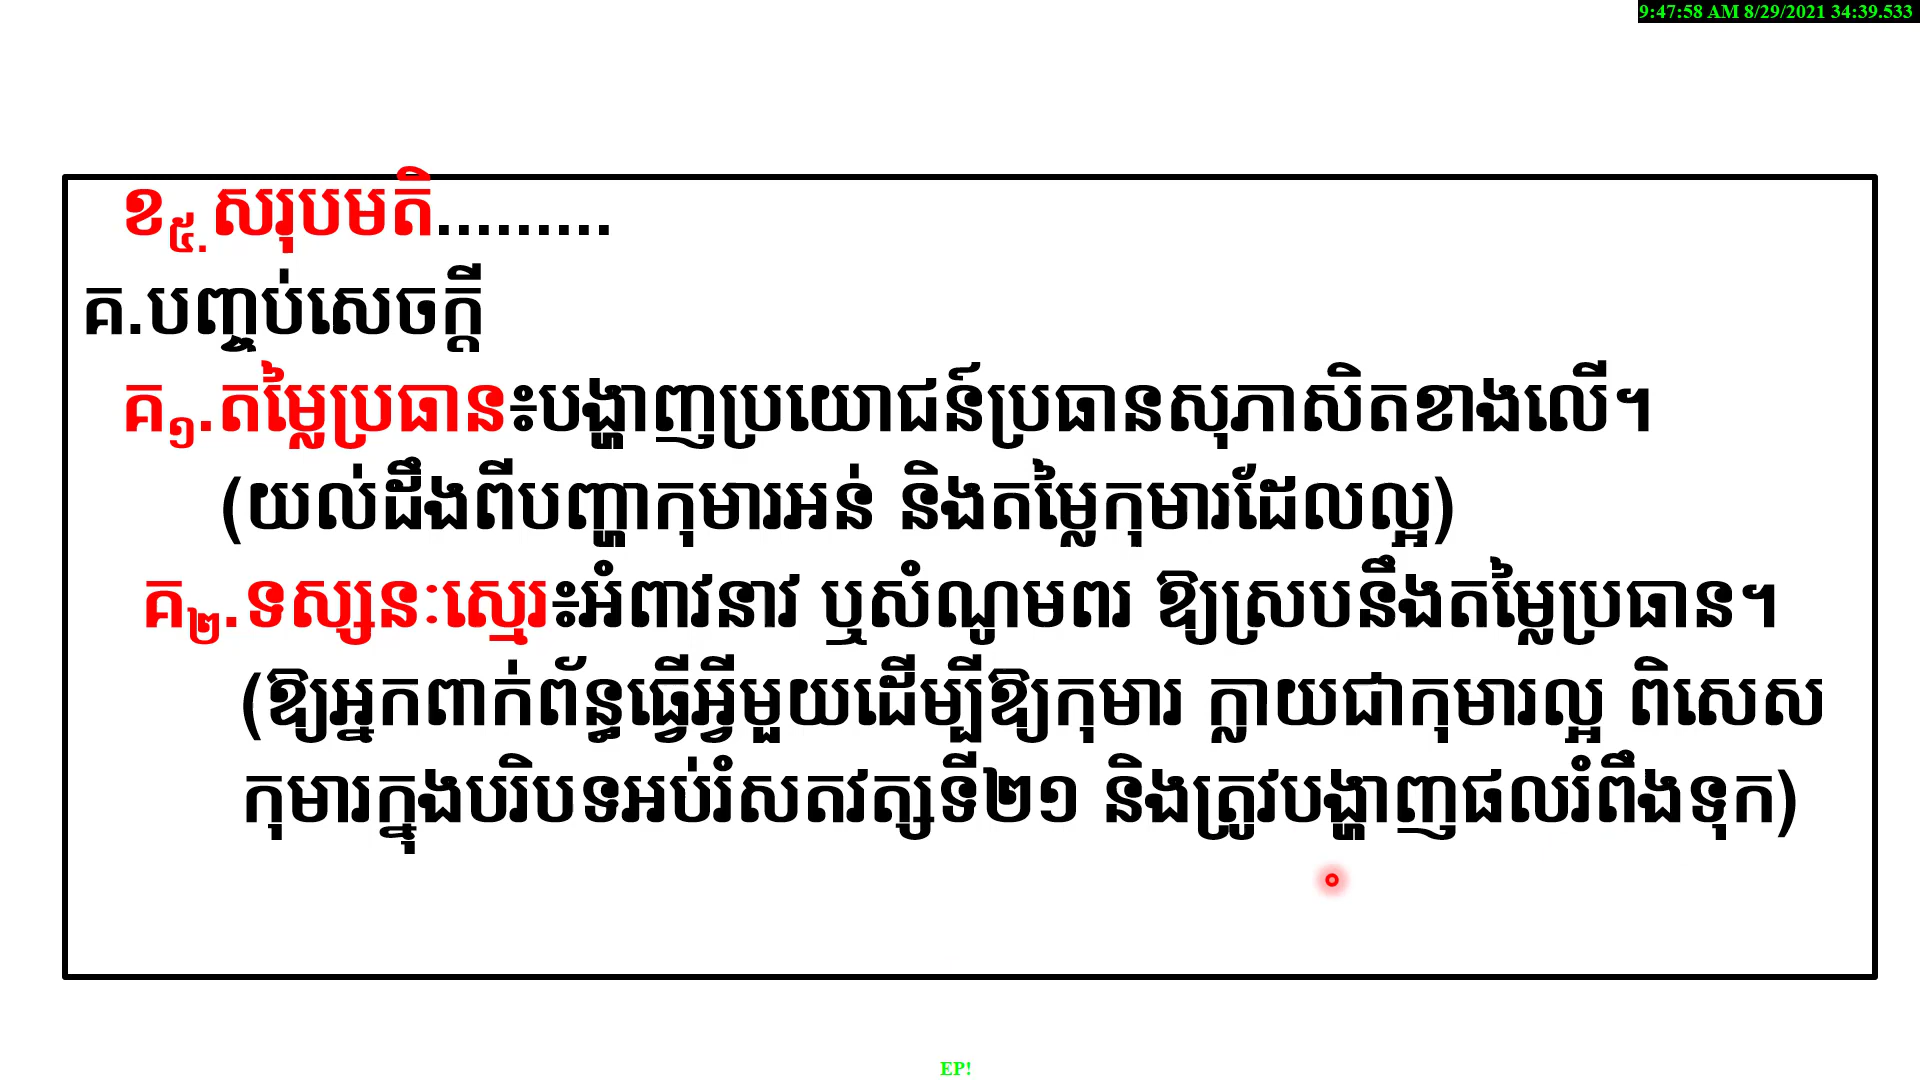 9:47:58 AM 8/29/2021 34:39.533
ខ៥.សរុបមតិ.........
គ.បញ្ចប់សេចក្តី
គ១.តម្លៃប្រធាន៖បង្ហាញប្រយោជន៍ប្រធានសុភាសិតខាងលើ។
(យល់ដឹងពីបញ្ហាកុមារអន់ និងតម្លៃកុមារដែលល្អ)
គ២.ទស្សនៈស្មេរ៖អំពាវនាវ ឬសំណូមពរ ឱ្យស្របនឹងតម្លៃប្រធាន។
(ឱ្យអ្នកពាក់ព័ន្ធធ្វើអ្វីមួយដើម្បីឱ្យកុមារ ក្លាយជាកុមារល្អ ពិសេស
កុមារក្នុងបរិបទអប់រំសតវត្សទី២១ និងត្រូវបង្ហាញផលរំពឹងទុក)
EP!